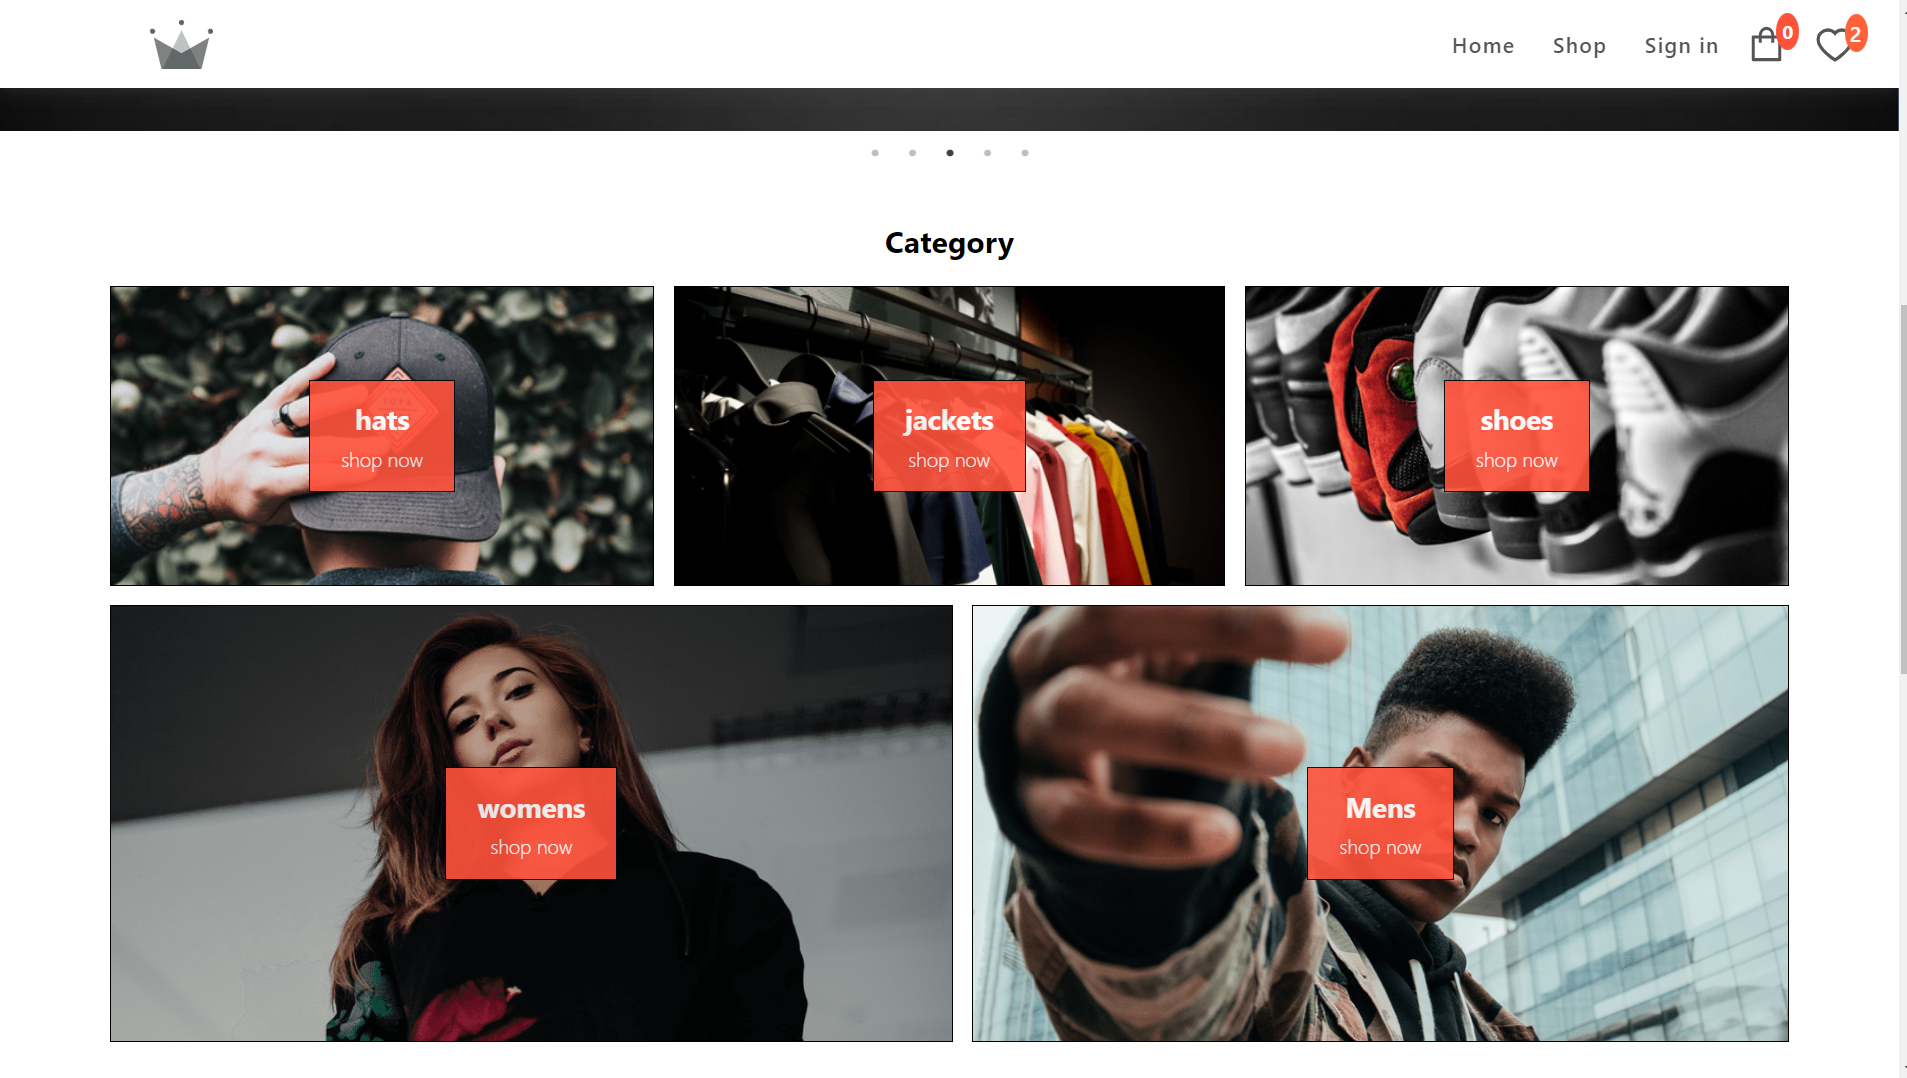 Home Shop Sign in 0 2
Category
hats
shop now
jackets
shop now
shoes
shop now
womens
shop now
Mens
shop now